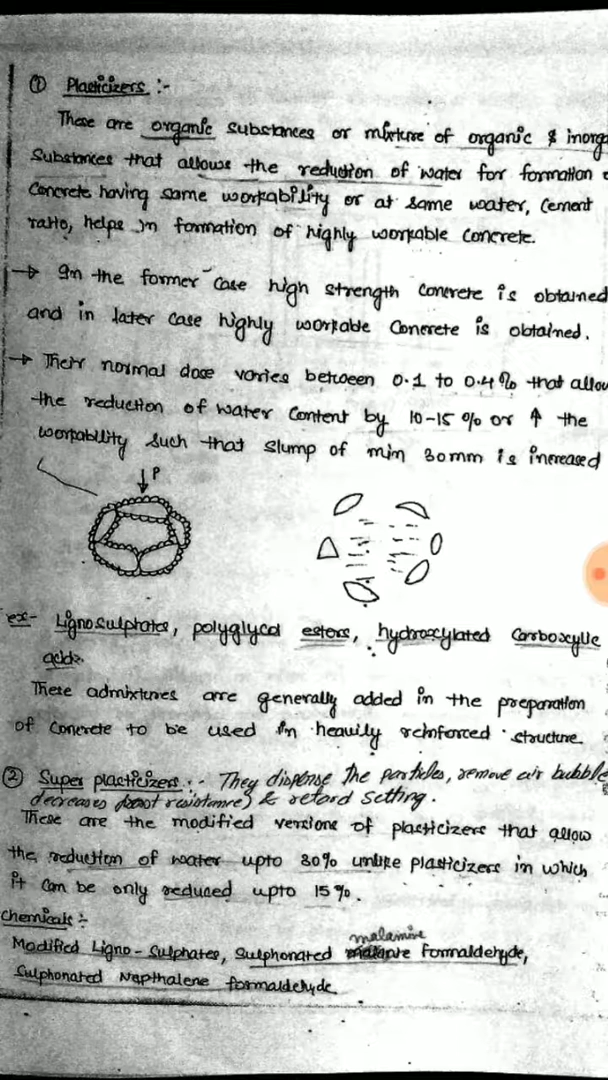 ① Plasticizers :-
These are organic substances or mixture of organic & inorga
Substances that allows the reduction of water for formation o
Concrete having same workability or at same water, Cement
ratio, helps in formation of highly workable Concrete.
→ In the former Case high strength concrete is obtained
and in later case highly workable Concrete is obtained.
→ Their normal dose varies between 0.1 to 0.4% that allow
the reduction of water Content by 10-15 % or ↑ the
workability such that slump of min 30mm is increased
P
ex- Lignosulphates, polyglycol esters, hydroxylated Carboxylic
acids.
These admixtures are generally added in the preparation
of Concrete to be used in heavily reinforced structure
② Super plasticizers :- They dispense the particles, remove air bubble
decreases resistance) & retard setting.
These are the modified versions of plasticizers that allow
the reduction of water upto 30% unlike plasticizers in which
it can be only reduced upto 15%.
Chemicals :-
malamine
Modified Ligno-Sulphates, Sulphonated formaldehyde,
Sulphonated Napthalene formaldehyde